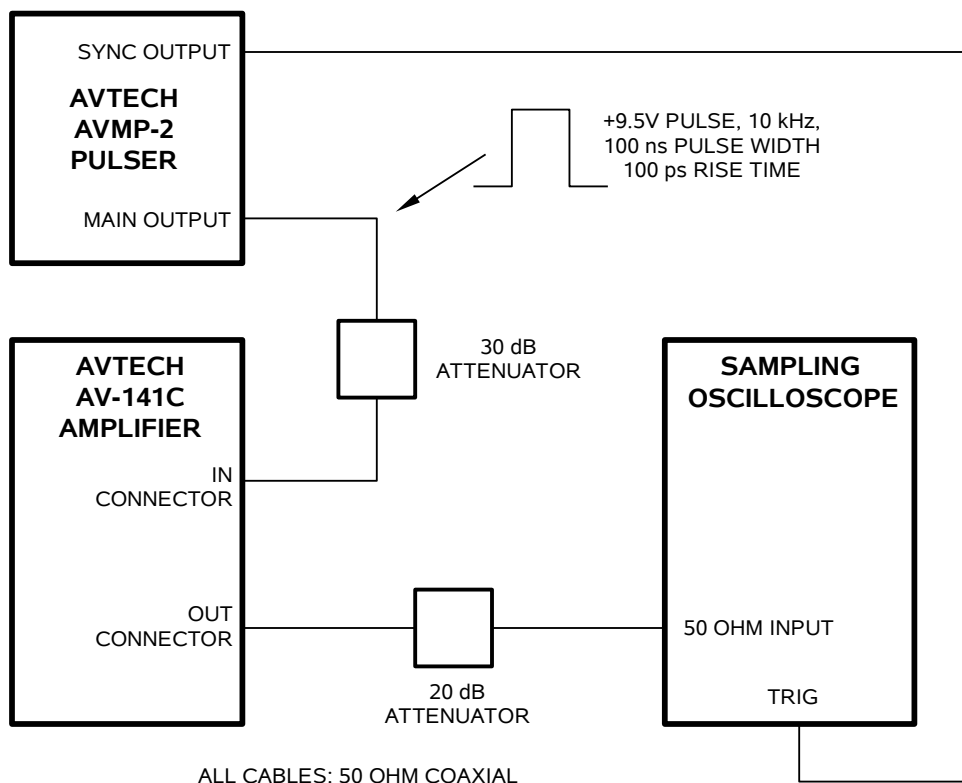 SYNC OUTPUT
AVTECH
AVMP-2
PULSER
MAIN OUTPUT
+9.5V PULSE, 10 kHz,
100 ns PULSE WIDTH
100 ps RISE TIME
30 dB
ATTENUATOR
AVTECH
AV-141C
AMPLIFIER
IN
CONNECTOR
OUT
CONNECTOR
20 dB
ATTENUATOR
SAMPLING
OSCILLOSCOPE
50 OHM INPUT
TRIG
ALL CABLES: 50 OHM COAXIAL